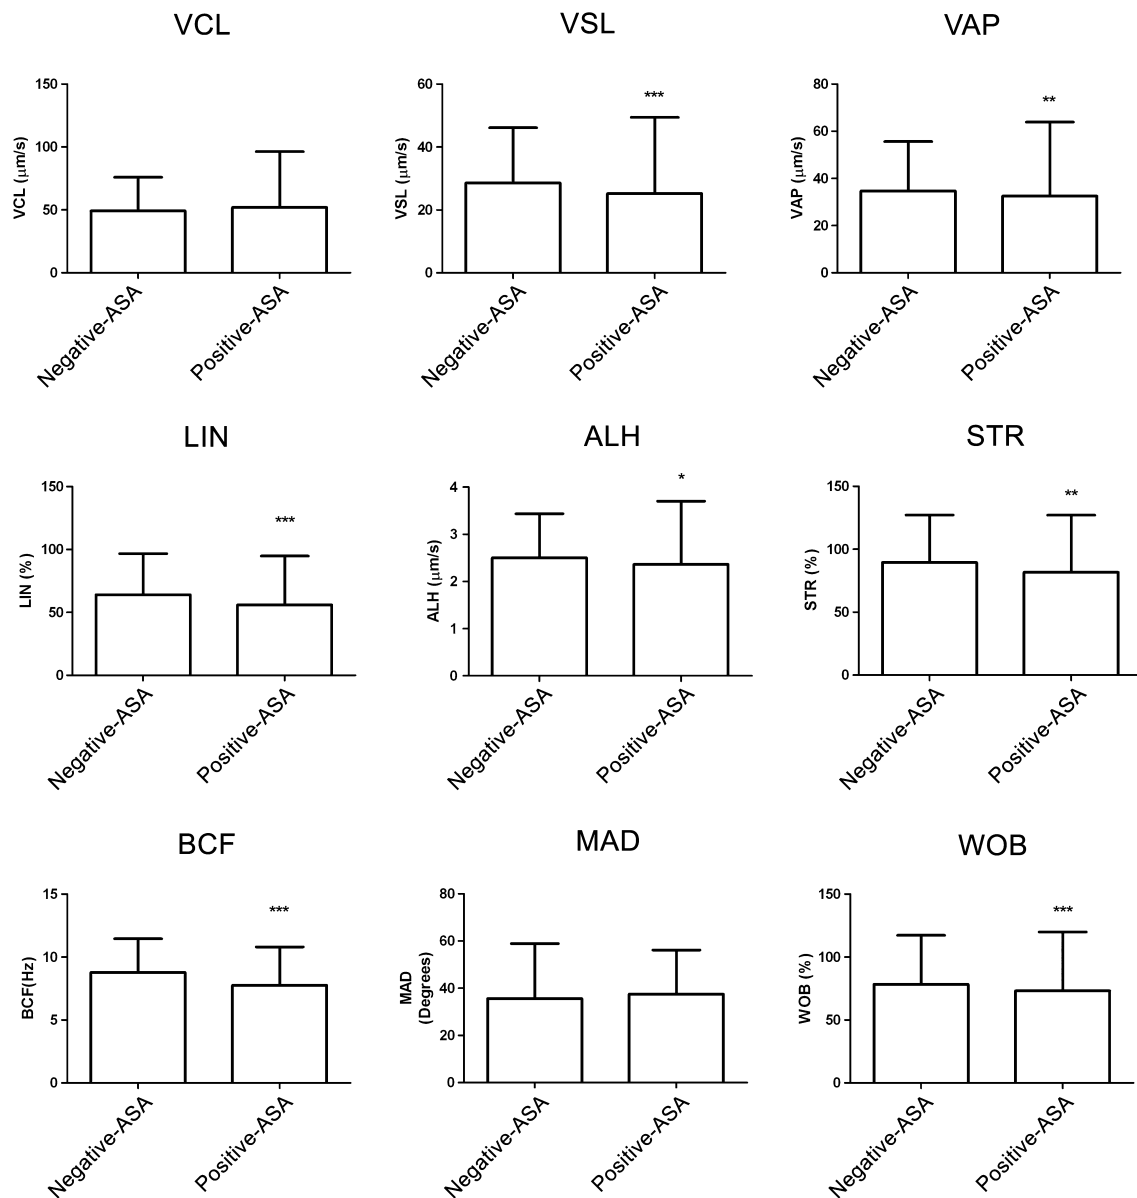 VCL
VSL
VAP
150
100
50
0
VCL (μm/s)
Negative-ASA
Positive-ASA
60
40
20
0
VSL (μm/s)
***
Negative-ASA
Positive-ASA
80
60
40
20
0
VAP (μm/s)
**
Negative-ASA
Positive-ASA
LIN
ALH
STR
150
100
50
0
LIN (%)
***
Negative-ASA
Positive-ASA
4
3
2
1
0
ALH (μm/s)
*
Negative-ASA
Positive-ASA
150
100
50
0
STR (%)
**
Negative-ASA
Positive-ASA
BCF
MAD
WOB
15
10
5
0
BCF(Hz)
***
Negative-ASA
Positive-ASA
80
60
40
20
0
MAD
(Degrees)
Negative-ASA
Positive-ASA
150
100
50
0
WOB (%)
***
Negative-ASA
Positive-ASA